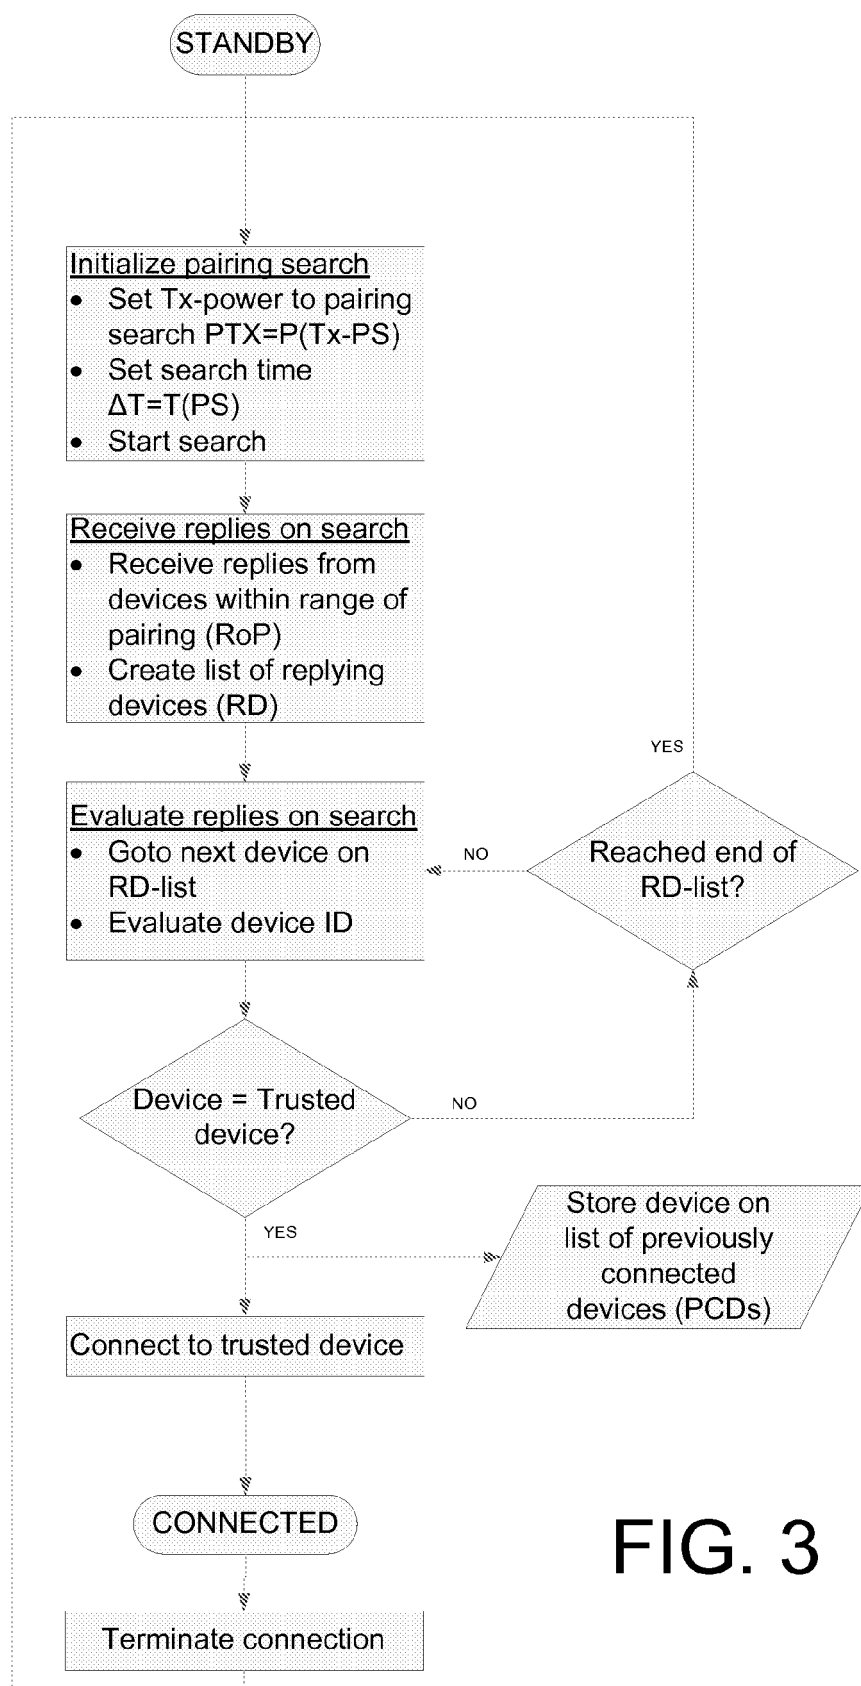 STANDBY
Initialize pairing search
• Set Tx-power to pairing
search PTX=P(Tx-PS)
• Set search time
ΔT=T(PS)
• Start search
Receive replies on search
• Receive replies from
devices within range of
pairing (RoP)
• Create list of replying
devices (RD)
YES
Evaluate replies on search
• Goto next device on
RD-list
• Evaluate device ID
NO
Reached end of
RD-list?
Device = Trusted
device?
NO
YES
Store device on
list of previously
connected
devices (PCDs)
Connect to trusted device
CONNECTED
FIG. 3
Terminate connection